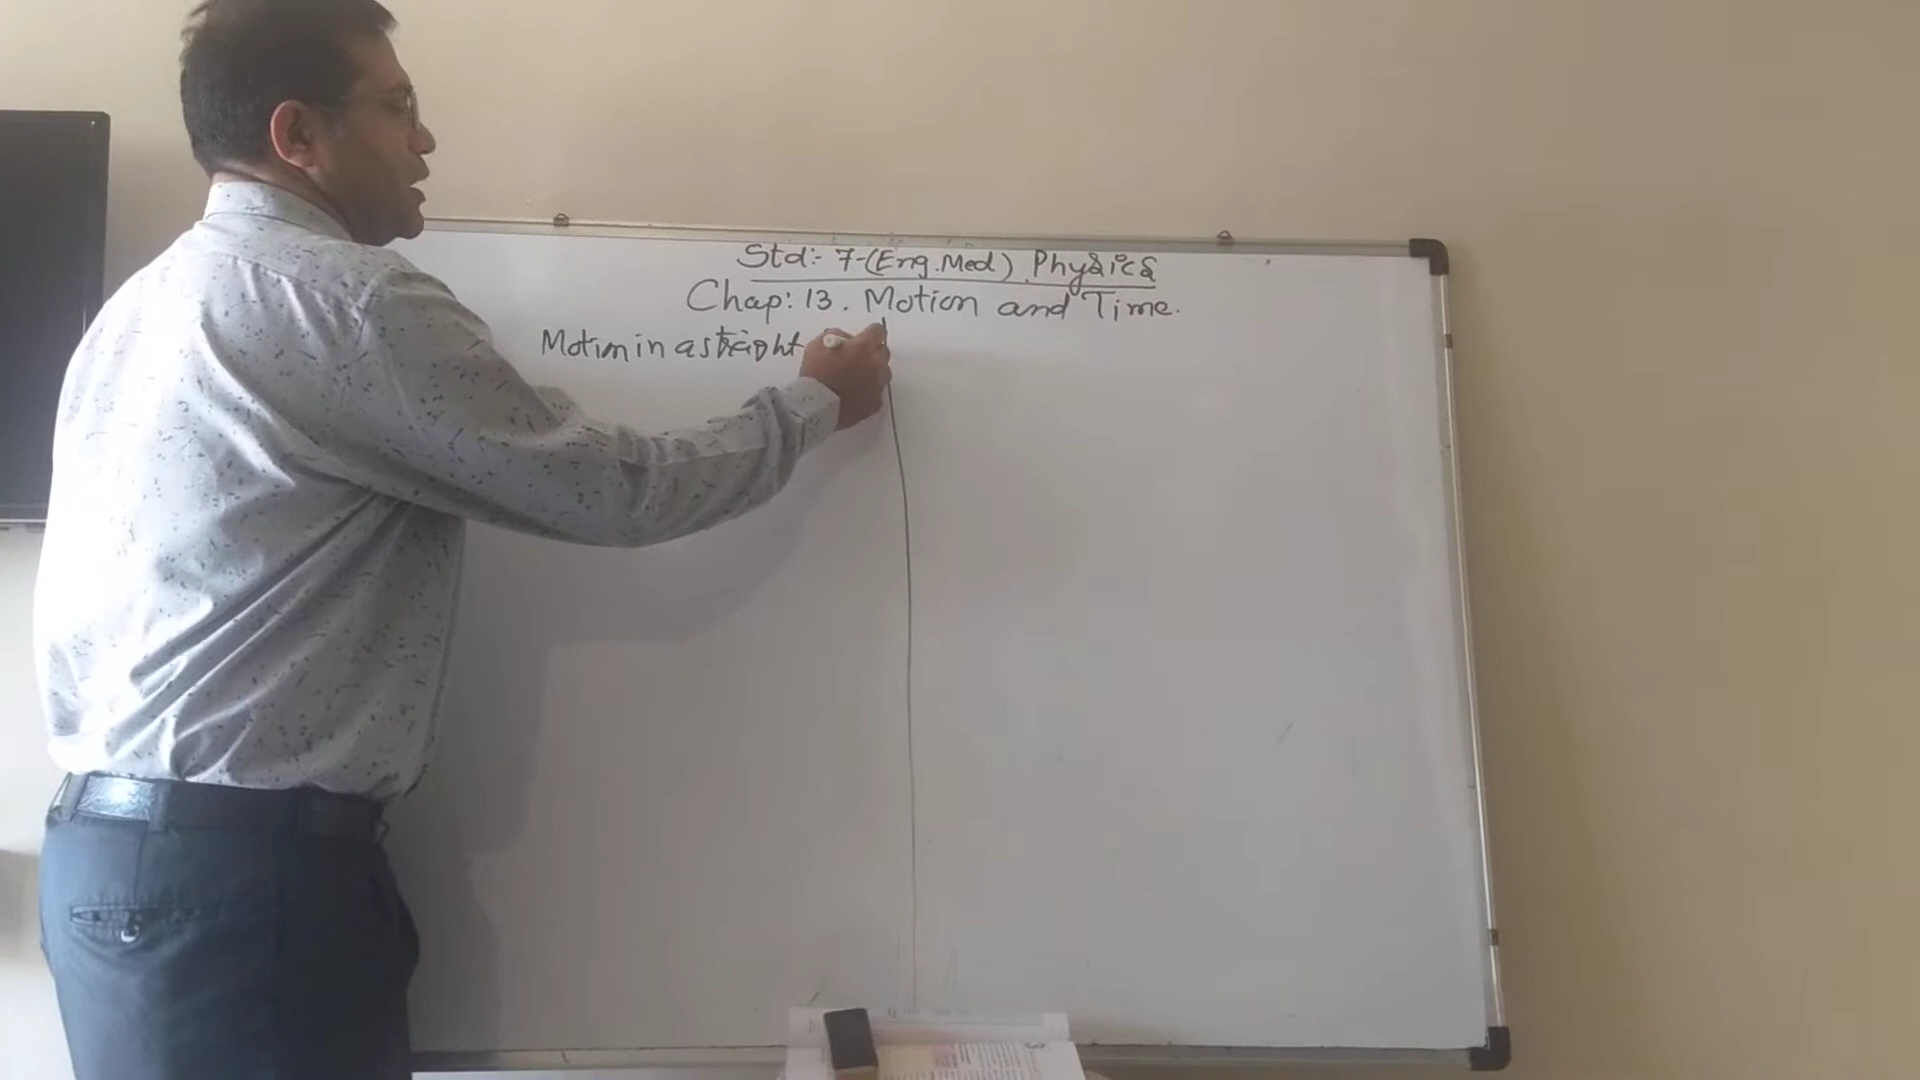 Std:- 7-(Eng.Med) Physics
Chap: 13. Motion and Time.
Motion in a straight